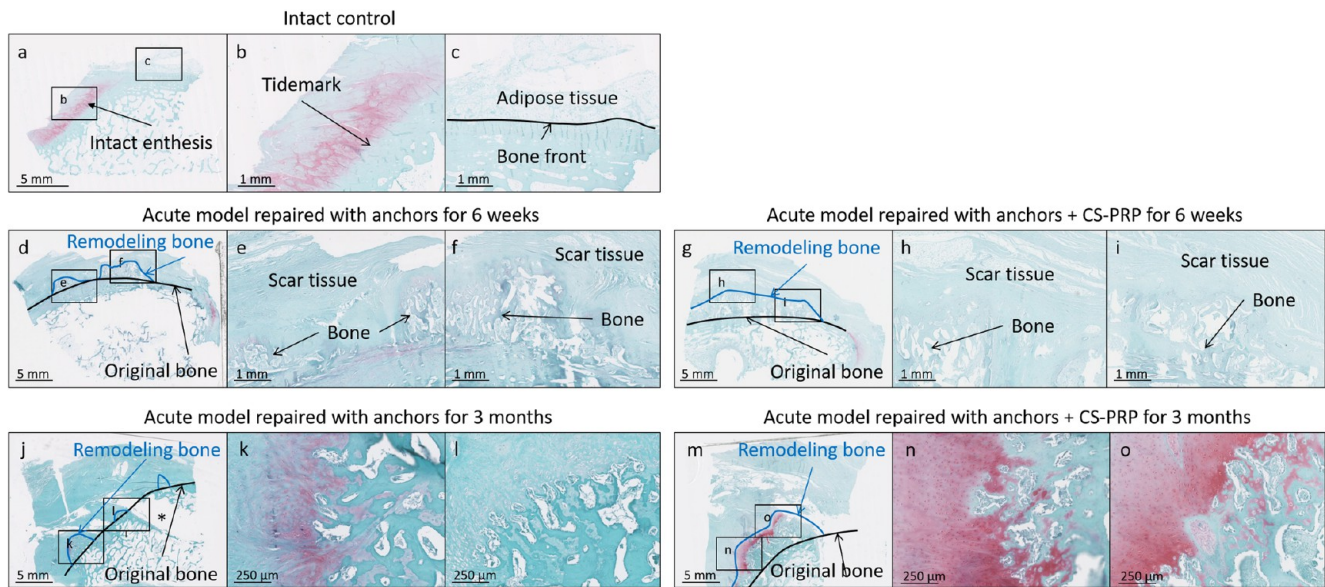 Intact control
a
b
c
b
c
Intact enthesis
5 mm
Tidemark
1 mm
Adipose tissue
Bone front
1 mm
Acute model repaired with anchors for 6 weeks
Acute model repaired with anchors + CS-PRP for 6 weeks
d
Remodeling bone
e
f
Original bone
5 mm
e
Scar tissue
Bone
1 mm
f
Scar tissue
Bone
1 mm
g
Remodeling bone
h
i
Original bone
5 mm
h
Scar tissue
Bone
1 mm
i
Scar tissue
Bone
1 mm
Acute model repaired with anchors for 3 months
Acute model repaired with anchors + CS-PRP for 3 months
j
Remodeling bone
l
*
k
Original bone
5 mm
k
250 µm
l
250 µm
m
Remodeling bone
o
n
Original bone
5 mm
n
250 µm
o
250 µm